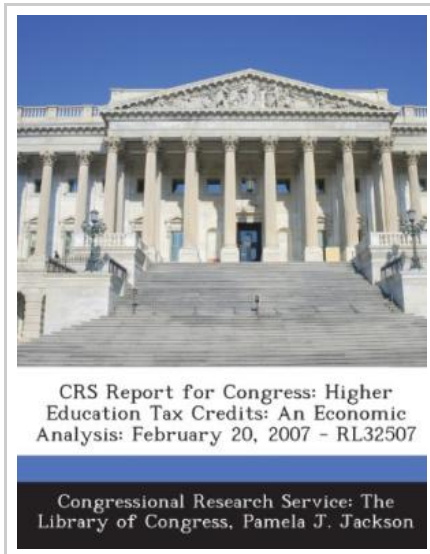 CRS Report for Congress: Higher
Education Tax Credits: An Economic
Analysis: February 20, 2007 - RL32507
Congressional Research Service: The
Library of Congress, Pamela J. Jackson